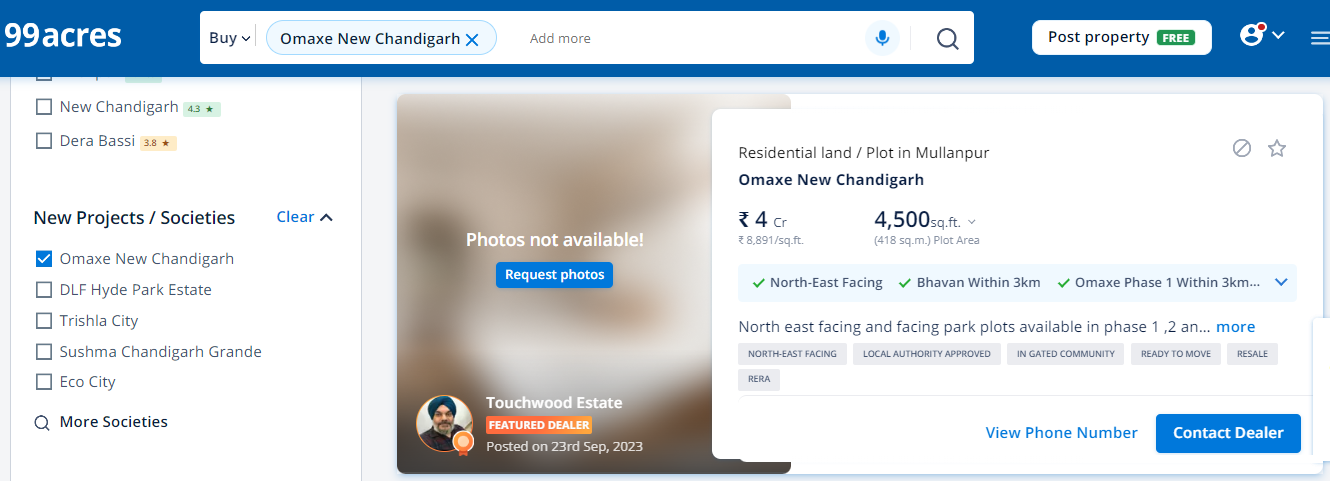 99acres
Buy
Omaxe New Chandigarh
Add more
Post property FREE
New Chandigarh 4.3 ★
Dera Bassi 3.8 ★
New Projects / Societies Clear
Omaxe New Chandigarh
DLF Hyde Park Estate
Trishla City
Sushma Chandigarh Grande
Eco City
More Societies
Photos not available!
Request photos
Touchwood Estate
FEATURED DEALER
Posted on 23rd Sep, 2023
Residential land / Plot in Mullanpur
Omaxe New Chandigarh
₹ 4 Cr 4,500sq.ft.
₹ 8,891/sq.ft. (418 sq.m.) Plot Area
North-East Facing Bhavan Within 3km Omaxe Phase 1 Within 3km...
North east facing and facing park plots available in phase 1 ,2 an... more
NORTH-EAST FACING LOCAL AUTHORITY APPROVED IN GATED COMMUNITY READY TO MOVE RESALE
RERA
View Phone Number Contact Dealer